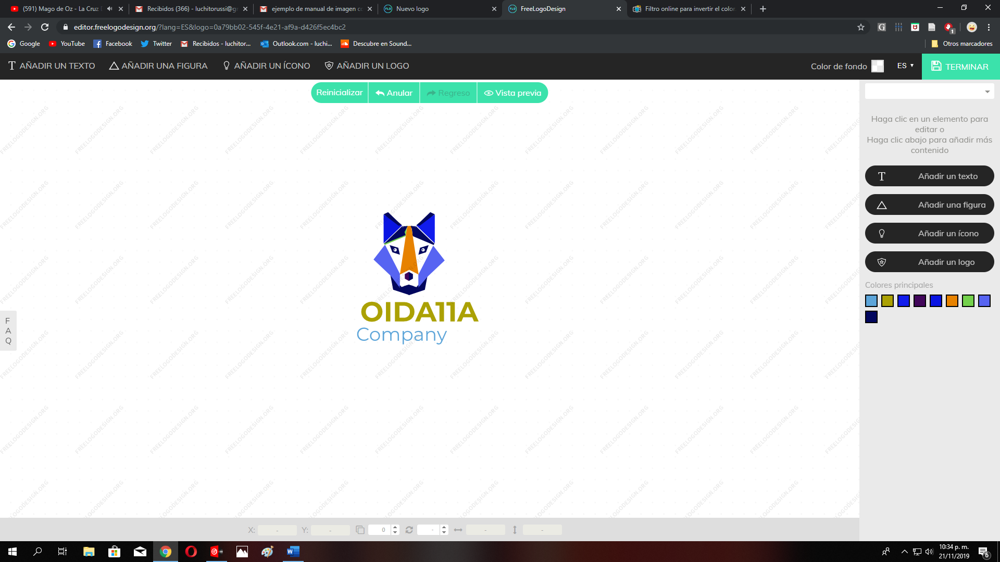 (591) Mago de Oz - La Cruz
Recibidos (366) - luchitorussi@g
ejemplo de manual de imagen c
Nuevo logo
FreeLogoDesign
Filtro online para invertir el color
editor.freelogodesign.org/?lang=ES&logo=0a79bb02-545f-4e21-af9a-d426f5ec4bc2
Google YouTube Facebook Twitter Recibidos - luchitor... Outlook.com - luchi... Descubre en Sound... Otros marcadores
AÑADIR UN TEXTO AÑADIR UNA FIGURA AÑADIR UN ÍCONO AÑADIR UN LOGO Color de fondo ES TERMINAR
Reinicializar Anular Regreso Vista previa
Haga clic en un elemento para
editar o
Haga clic abajo para añadir más
contenido
Añadir un texto
Añadir una figura
Añadir un ícono
Añadir un logo
Colores principales
FREELOGODESIGN.ORG
OIDA11A
Company
F
A
Q
X: - Y: - 0 - - -
10:34 p. m.
21/11/2019
6